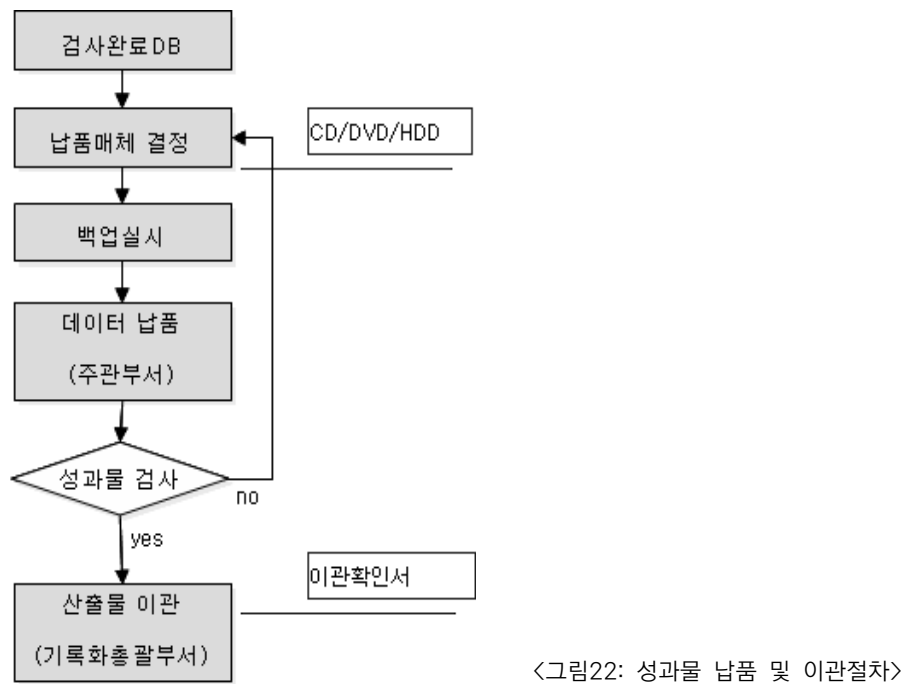 검사완료DB
납품매체 결정
CD/DVD/HDD
백업실시
데이터 납품
(주관부서)
성과물 검사
no
yes
이관확인서
산출물 이관
(기록화총괄부서)
<그림22: 성과물 납품 및 이관절차>